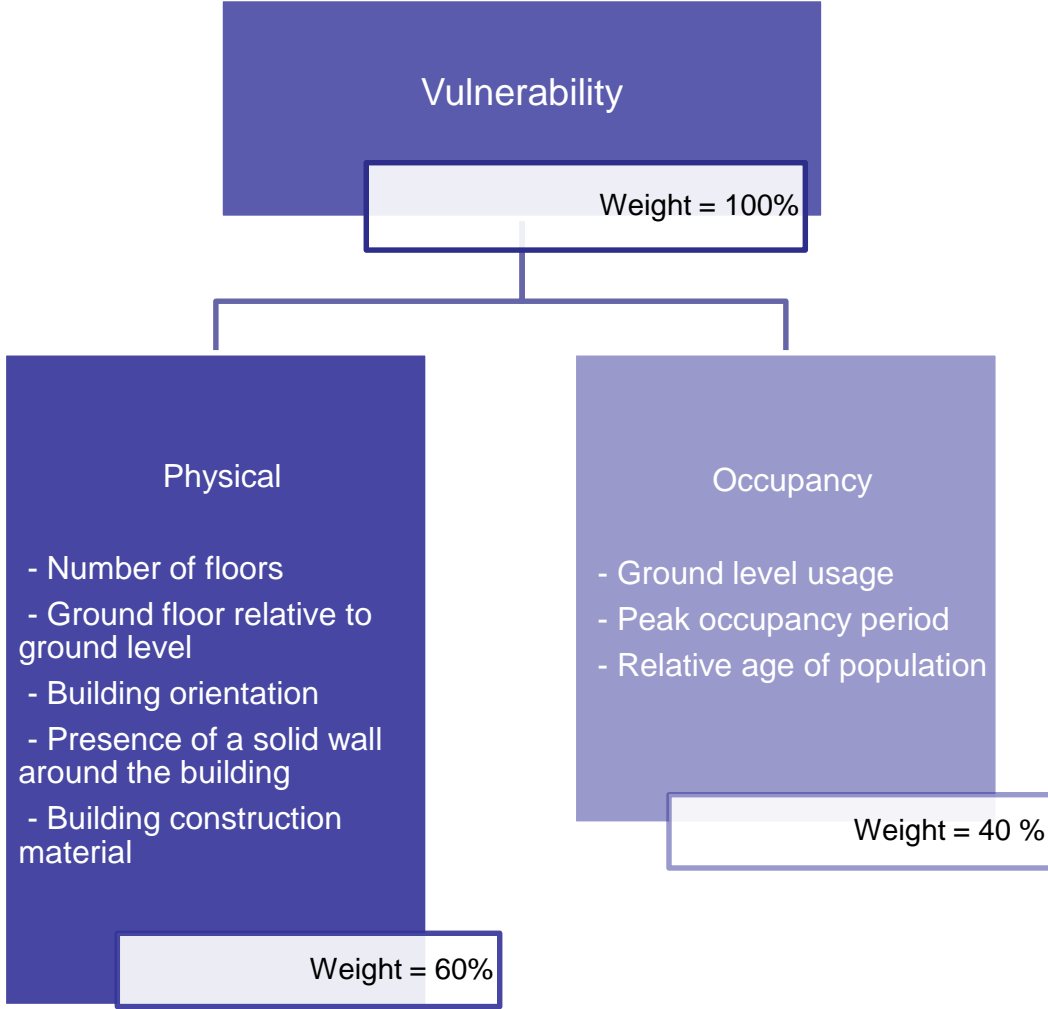 Vulnerability
Weight = 100%
Physical
- Number of floors
- Ground floor relative to
ground level
- Building orientation
- Presence of a solid wall
around the building
- Building construction
material
Weight = 60%
Occupancy
- Ground level usage
- Peak occupancy period
- Relative age of population
Weight = 40 %